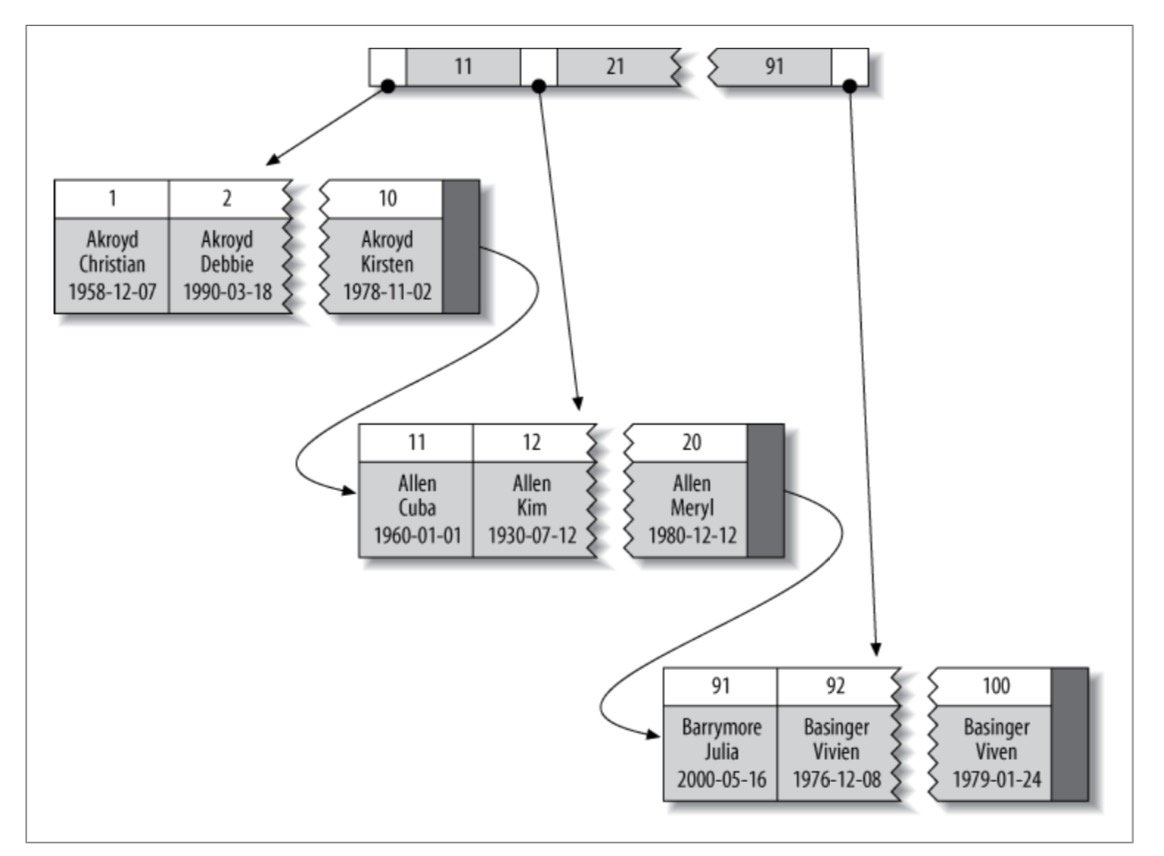 11 21 91
1 2 10
Akroyd Akroyd Akroyd
Christian Debbie Kirsten
1958-12-07 1990-03-18 1978-11-02
11 12 20
Allen Allen Allen
Cuba Kim Meryl
1960-01-01 1930-07-12 1980-12-12
91 92 100
Barrymore Basinger Basinger
Julia Vivien Viven
2000-05-16 1976-12-08 1979-01-24